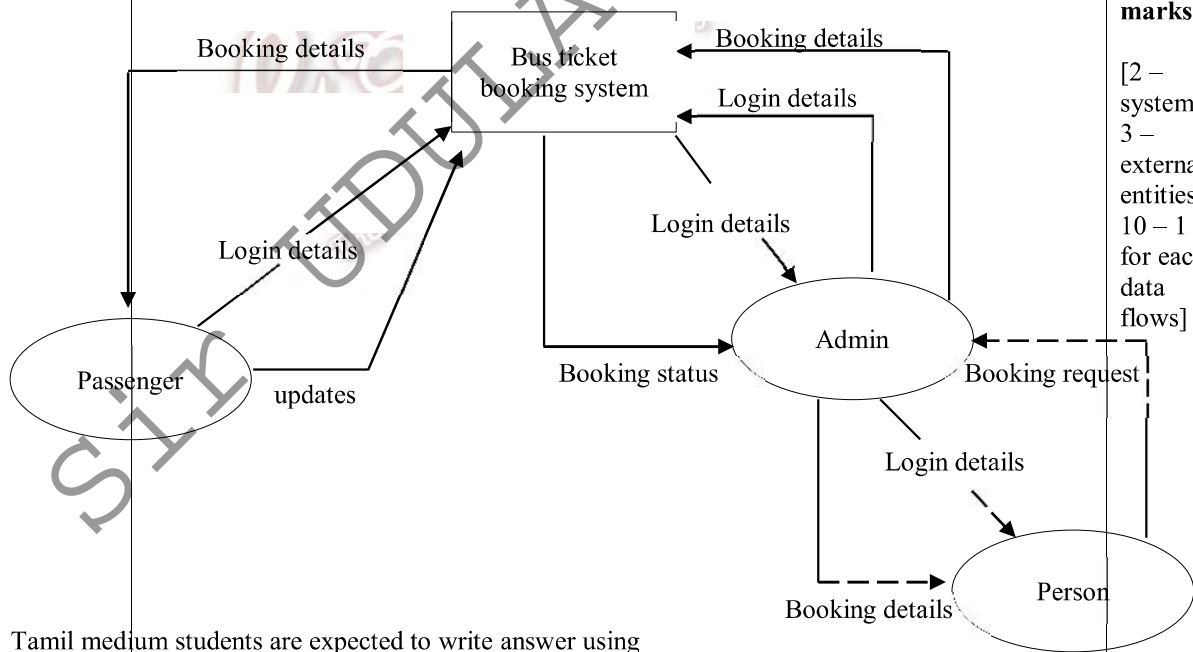 marks
[2 –
system
3 –
externa
entities
10 – 1
for eac
data
flows]
Booking details
Bus ticket
booking system
Booking details
Login details
Login details
Login details
Passenger
updates
Booking status
Admin
Booking request
Login details
Booking details
Person
Sir UDULA
Tamil medium students are expected to write answer using